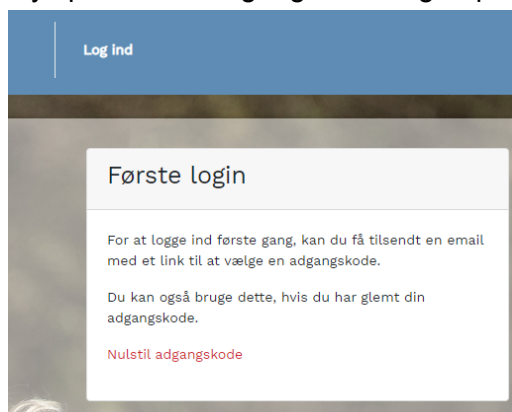 Log ind
Første login
For at logge ind første gang, kan du få tilsendt en email
med et link til at vælge en adgangskode.
Du kan også bruge dette, hvis du har glemt din
adgangskode.
Nulstil adgangskode